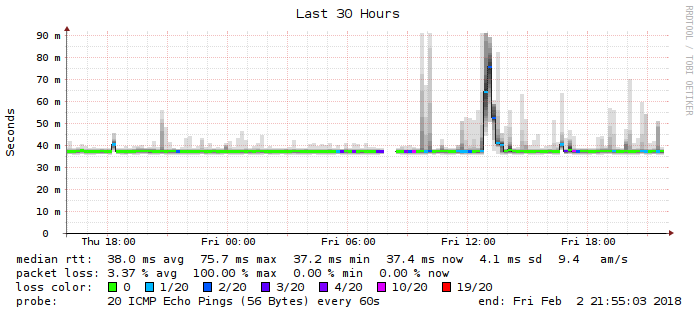 Last 30 Hours
RRDTOOL / TOBI OETIKER
Seconds
90 m
80 m
70 m
60 m
50 m
40 m
30 m
20 m
10 m
0
Thu 18:00 Fri 00:00 Fri 06:00 Fri 12:00 Fri 18:00
median rtt: 38.0 ms avg 75.7 ms max 37.2 ms min 37.4 ms now 4.1 ms sd 9.4 am/s
packet loss: 3.37 % avg 100.00 % max 0.00 % min 0.00 % now
loss color: 0 1/20 2/20 3/20 4/20 10/20 19/20
probe: 20 ICMP Echo Pings (56 Bytes) every 60s end: Fri Feb 2 21:55:03 2018